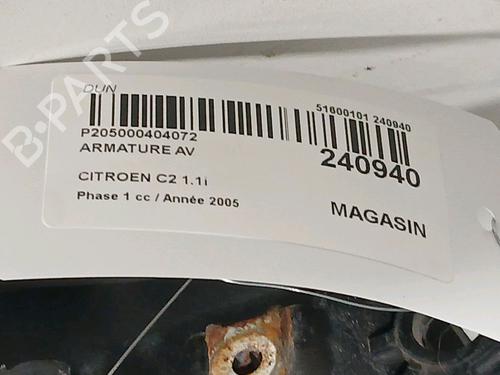 DUN
51600101 240940
P205000404072
240940
ARMATURE AV
CITROEN C2 1.1i
Phase 1 cc / Année 2005
MAGASIN
B-PARTS